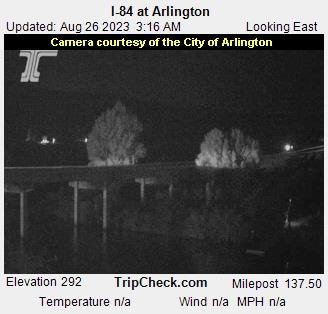 I-84 at Arlington
Updated: Aug 26 2023 3:16 AM Looking East
Camera courtesy of the City of Arlington
Elevation 292 TripCheck.com Milepost 137.50
Temperature n/a Wind n/a MPH n/a